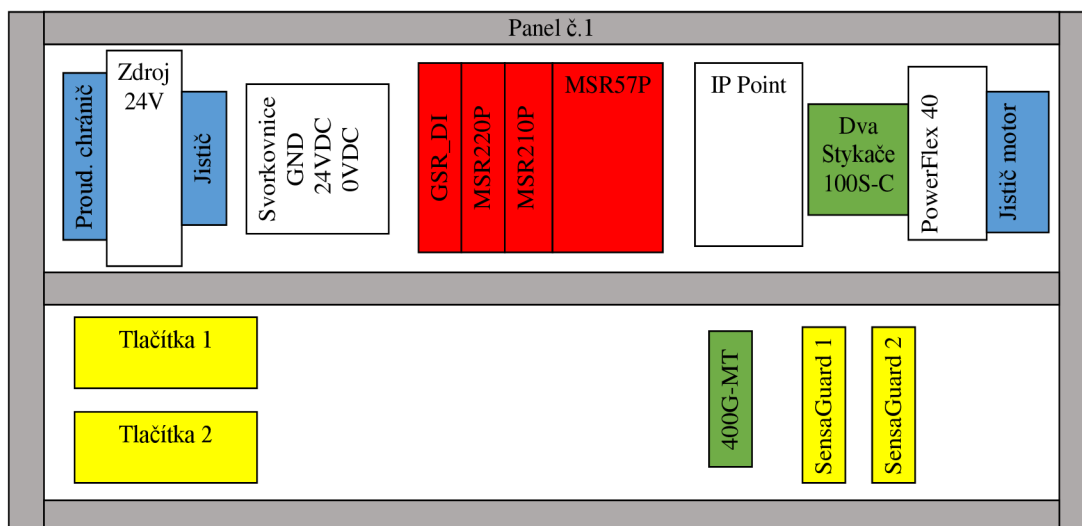 Panel č.1
Proud. chránič
Zdroj
24V
Jistič
Svorkovnice
GND
24VDC
0VDC
GSR_DI
MSR220P
MSR210P
MSR57P
IP Point
Dva
Stykače
100S-C
PowerFlex 40
Jistič motor
Tlačítka 1
Tlačítka 2
400G-MT
SensaGuard 1
SensaGuard 2